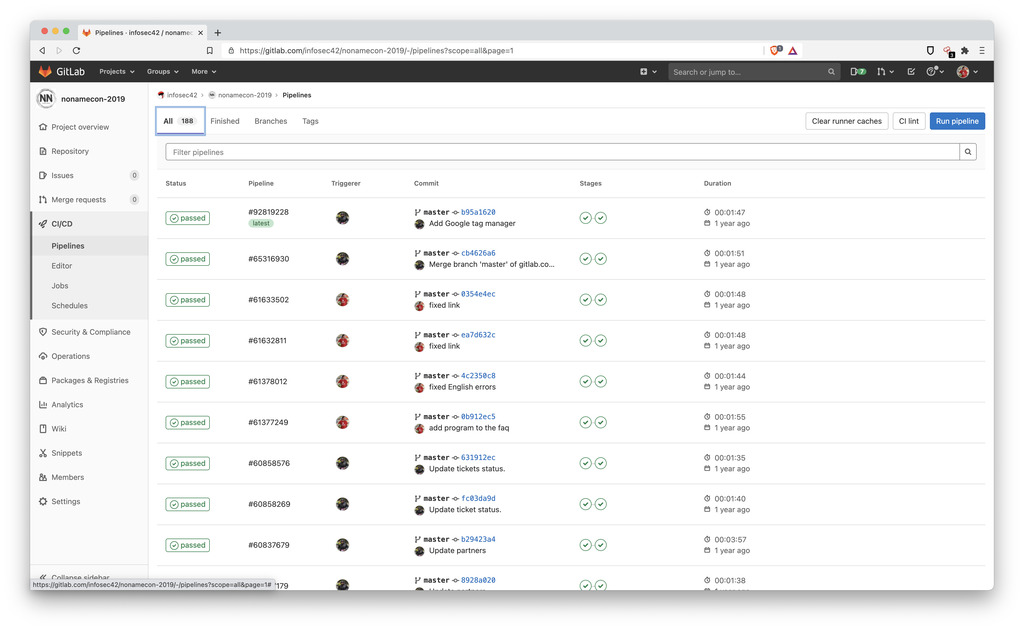 Pipelines · infosec42 / noname
https://gitlab.com/infosec42/nonamecon-2019/-/pipelines?scope=all&page=1
GitLab Projects Groups More Search or jump to... 7
NN nonamecon-2019
infosec42 › NN nonamecon-2019 › Pipelines
All 188 Finished Branches Tags Clear runner caches CI lint Run pipeline
Project overview
Repository
Issues 0
Merge requests 0
CI/CD
Pipelines
Editor
Jobs
Schedules
Security & Compliance
Operations
Packages & Registries
Analytics
Wiki
Snippets
Members
Settings
Collapse sidebar
Filter pipelines
Status Pipeline Triggerer Commit Stages Duration
passed #92819228 master b95a1620 00:01:47
latest Add Google tag manager 1 year ago
passed #65316930 master cb4626a6 00:01:51
Merge branch 'master' of gitlab.co... 1 year ago
passed #61633502 master 0354e4ec 00:01:48
fixed link 1 year ago
passed #61632811 master ea7d632c 00:01:48
fixed link 1 year ago
passed #61378012 master 4c2350c8 00:01:44
fixed English errors 1 year ago
passed #61377249 master 0b912ec5 00:01:55
add program to the faq 1 year ago
passed #60858576 master 631912ec 00:01:35
Update tickets status. 1 year ago
passed #60858269 master fc03da9d 00:01:40
Update ticket status. 1 year ago
passed #60837679 master b29423a4 00:03:57
Update partners 1 year ago
master 8928a020 00:01:38
https://gitlab.com/infosec42/nonamecon-2019/-/pipelines?scope=all&page=1#